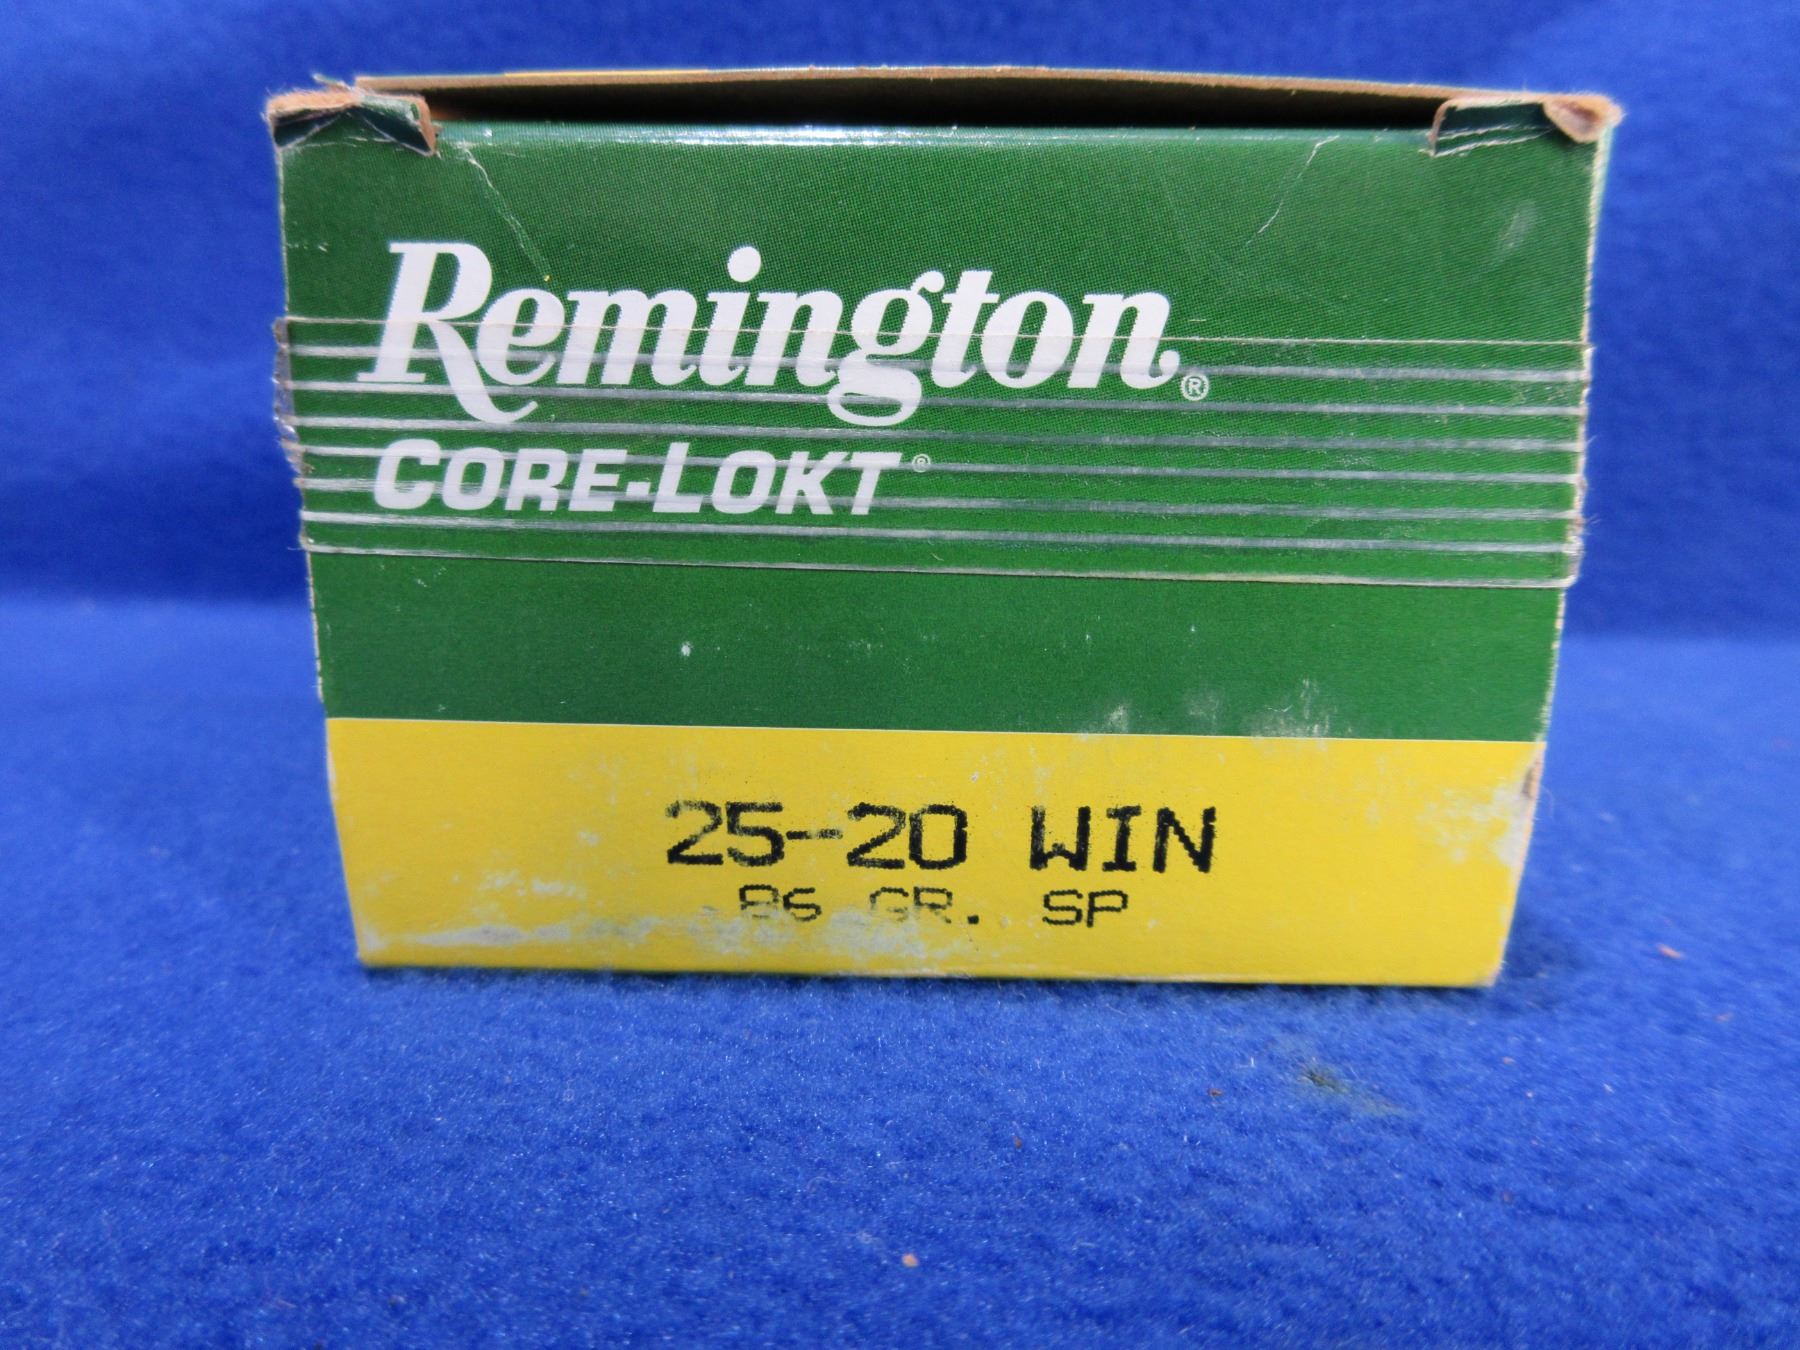 Remington®
CORE-LOKT®
25-20 WIN
86 GR. SP